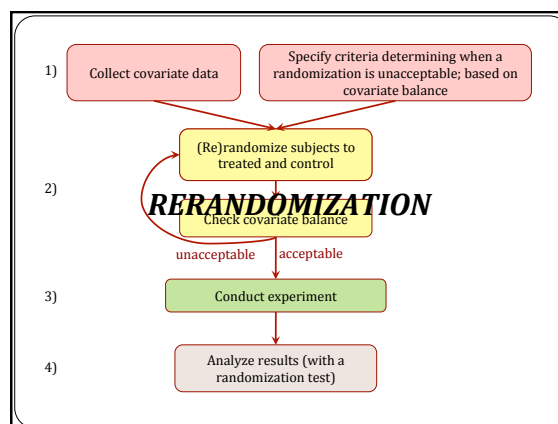 1)
Collect covariate data
Specify criteria determining when a
randomization is unacceptable; based on
covariate balance
2)
(Re)randomize subjects to
treated and control
RERANDOMIZATION
Check covariate balance
unacceptable
acceptable
3)
Conduct experiment
4)
Analyze results (with a
randomization test)